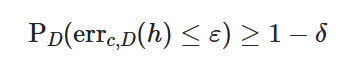 P_D(err_{c,D}(h) ≤ ε) ≥ 1 − δ